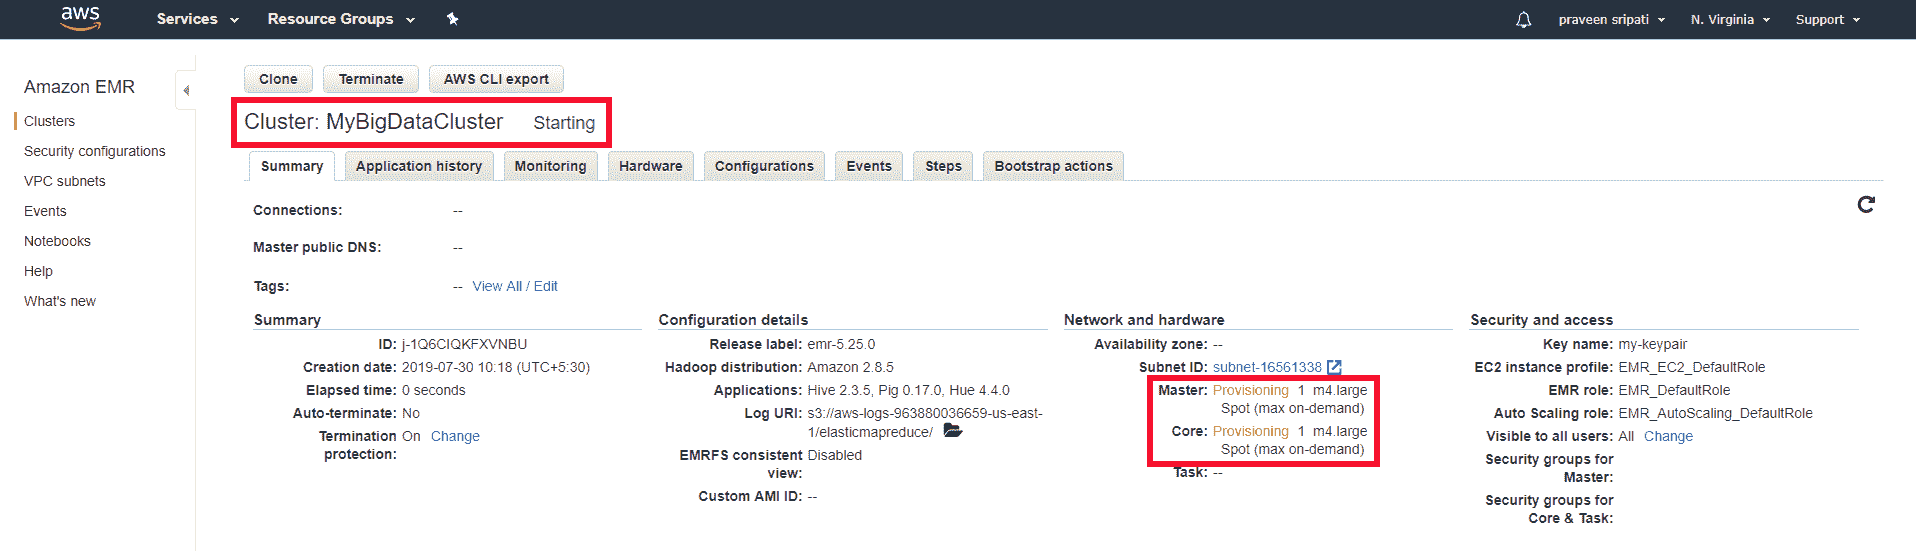 aws Services Resource Groups praveen sripati N. Virginia Support
Amazon EMR
Clusters
Security configurations
VPC subnets
Events
Notebooks
Help
What's new
Clone Terminate AWS CLI export
Cluster: MyBigDataCluster Starting
Summary Application history Monitoring Hardware Configurations Events Steps Bootstrap actions
Connections: --
Master public DNS: --
Tags: -- View All / Edit
Summary
ID: j-1Q6CIQKFXVNBU
Creation date: 2019-07-30 10:18 (UTC+5:30)
Elapsed time: 0 seconds
Auto-terminate: No
Termination On Change
protection:
Configuration details
Release label: emr-5.25.0
Hadoop distribution: Amazon 2.8.5
Applications: Hive 2.3.5, Pig 0.17.0, Hue 4.4.0
Log URI: s3://aws-logs-963880036659-us-east-
1/elasticmapreduce/
EMRFS consistent Disabled
view:
Custom AMI ID: --
Network and hardware
Availability zone: --
Subnet ID: subnet-16561338
Master: Provisioning 1 m4.large
Spot (max on-demand)
Core: Provisioning 1 m4.large
Spot (max on-demand)
Task: --
Security and access
Key name: my-keypair
EC2 instance profile: EMR_EC2_DefaultRole
EMR role: EMR_DefaultRole
Auto Scaling role: EMR_AutoScaling_DefaultRole
Visible to all users: All Change
Security groups for
Master:
Security groups for
Core & Task: